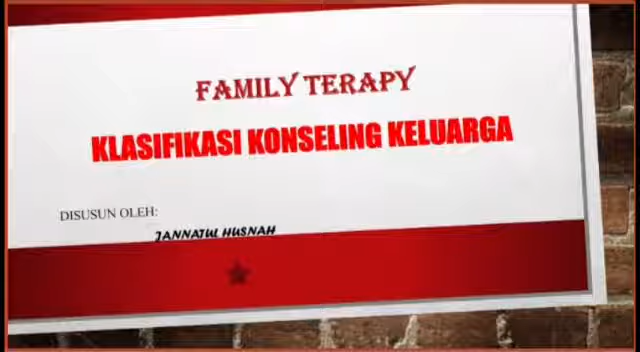 FAMILY TERAPY
KLASIFIKASI KONSELING KELUARGA
DISUSUN OLEH:
JANNATUL HUSNAH